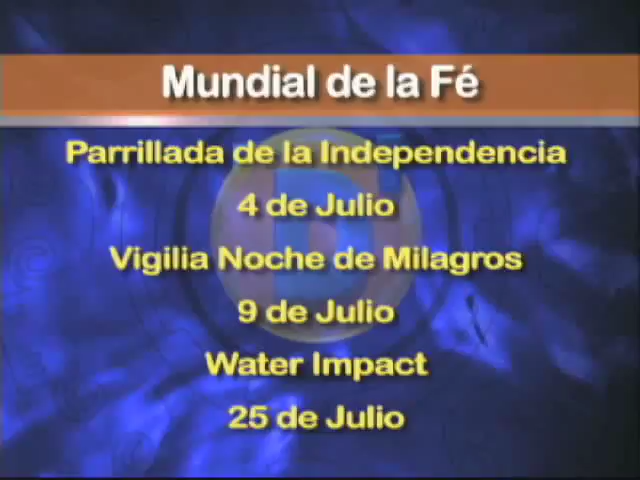 Mundial de la Fé
Parrillada de la Independencia
4 de Julio
Vigilia Noche de Milagros
9 de Julio
Water Impact
25 de Julio